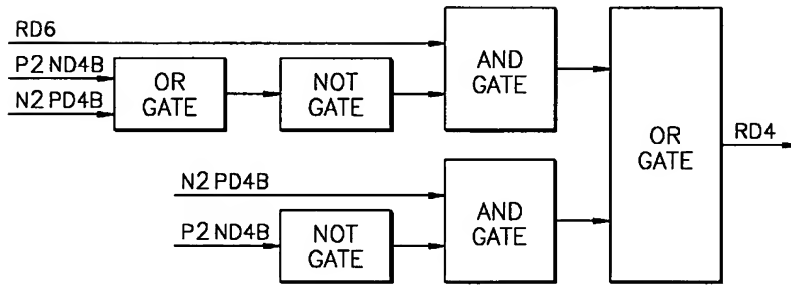 RD6
P2 ND4B
N2 PD4B
OR
GATE
NOT
GATE
AND
GATE
OR
GATE
RD4
N2 PD4B
P2 ND4B
NOT
GATE
AND
GATE